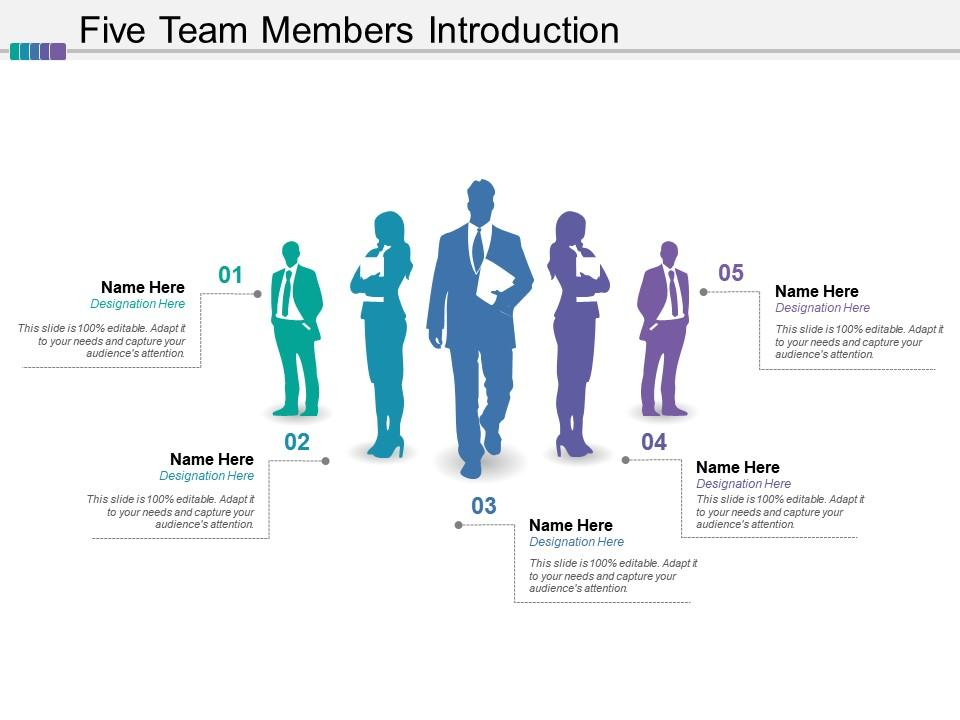 Five Team Members Introduction
01
Name Here
Designation Here
This slide is 100% editable. Adapt it
to your needs and capture your
audience's attention.
02
Name Here
Designation Here
This slide is 100% editable. Adapt it
to your needs and capture your
audience's attention.
03
Name Here
Designation Here
This slide is 100% editable. Adapt it
to your needs and capture your
audience's attention.
04
Name Here
Designation Here
This slide is 100% editable. Adapt it
to your needs and capture your
audience's attention.
05
Name Here
Designation Here
This slide is 100% editable. Adapt it
to your needs and capture your
audience's attention.